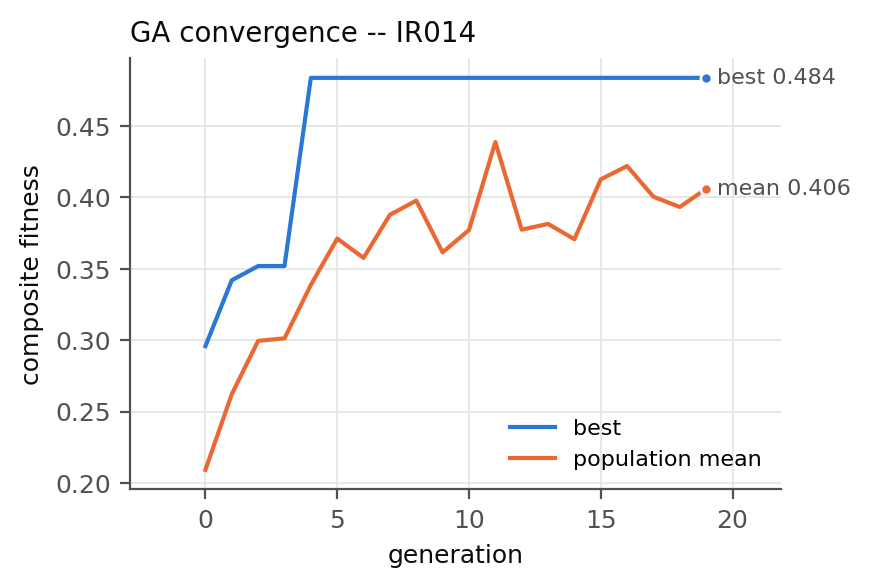 GA convergence -- IR014
best 0.484
mean 0.406
0.45
0.40
0.35
0.30
0.25
0.20
composite fitness
best
population mean
0 5 10 15 20
generation